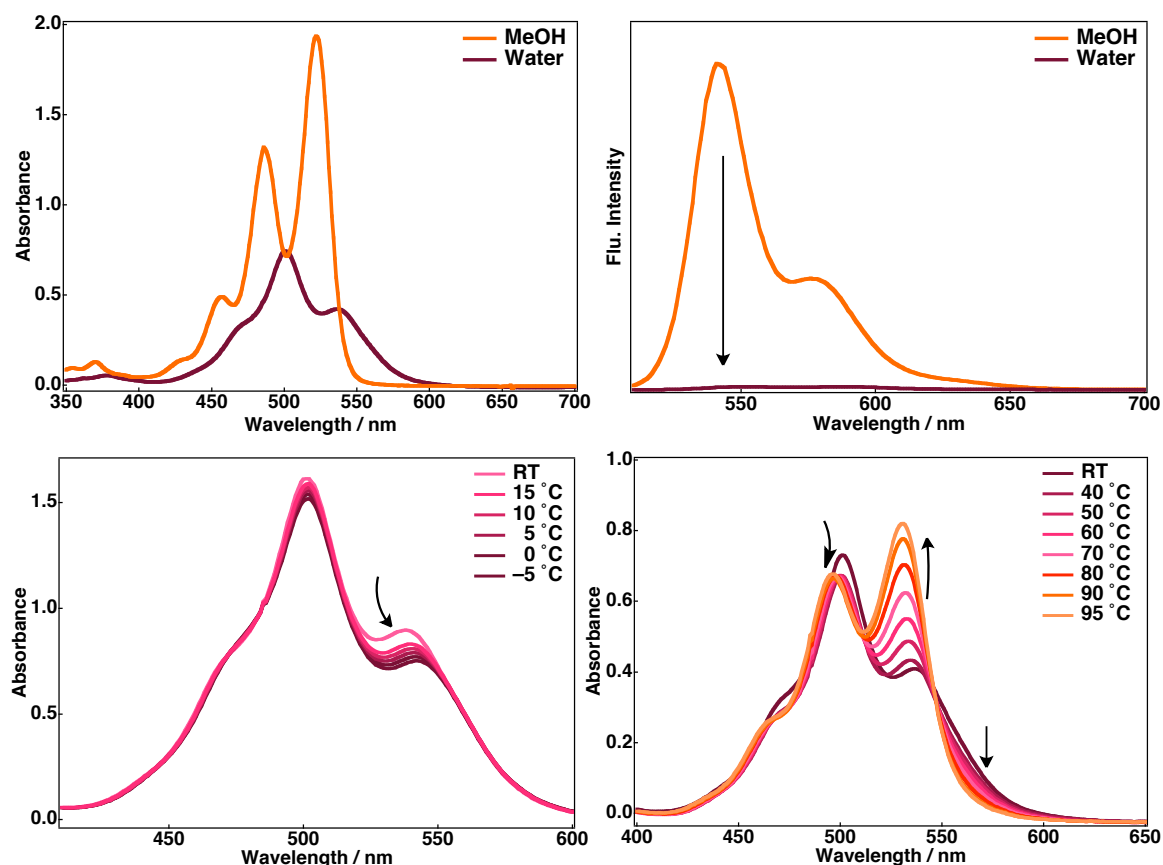 2.0
1.5
1.0
0.5
0.0
Absorbance
MeOH
Water
350 400 450 500 550 600 650 700
Wavelength / nm
Flu. Intensity
MeOH
Water
550 600 650 700
Wavelength / nm
1.5
1.0
0.5
0.0
Absorbance
RT
15 ˚C
10 ˚C
5 ˚C
0 ˚C
–5 ˚C
450 500 550 600
Wavelength / nm
1.0
0.8
0.6
0.4
0.2
0.0
Absorbance
RT
40 ˚C
50 ˚C
60 ˚C
70 ˚C
80 ˚C
90 ˚C
95 ˚C
400 450 500 550 600 650
Wavelength / nm